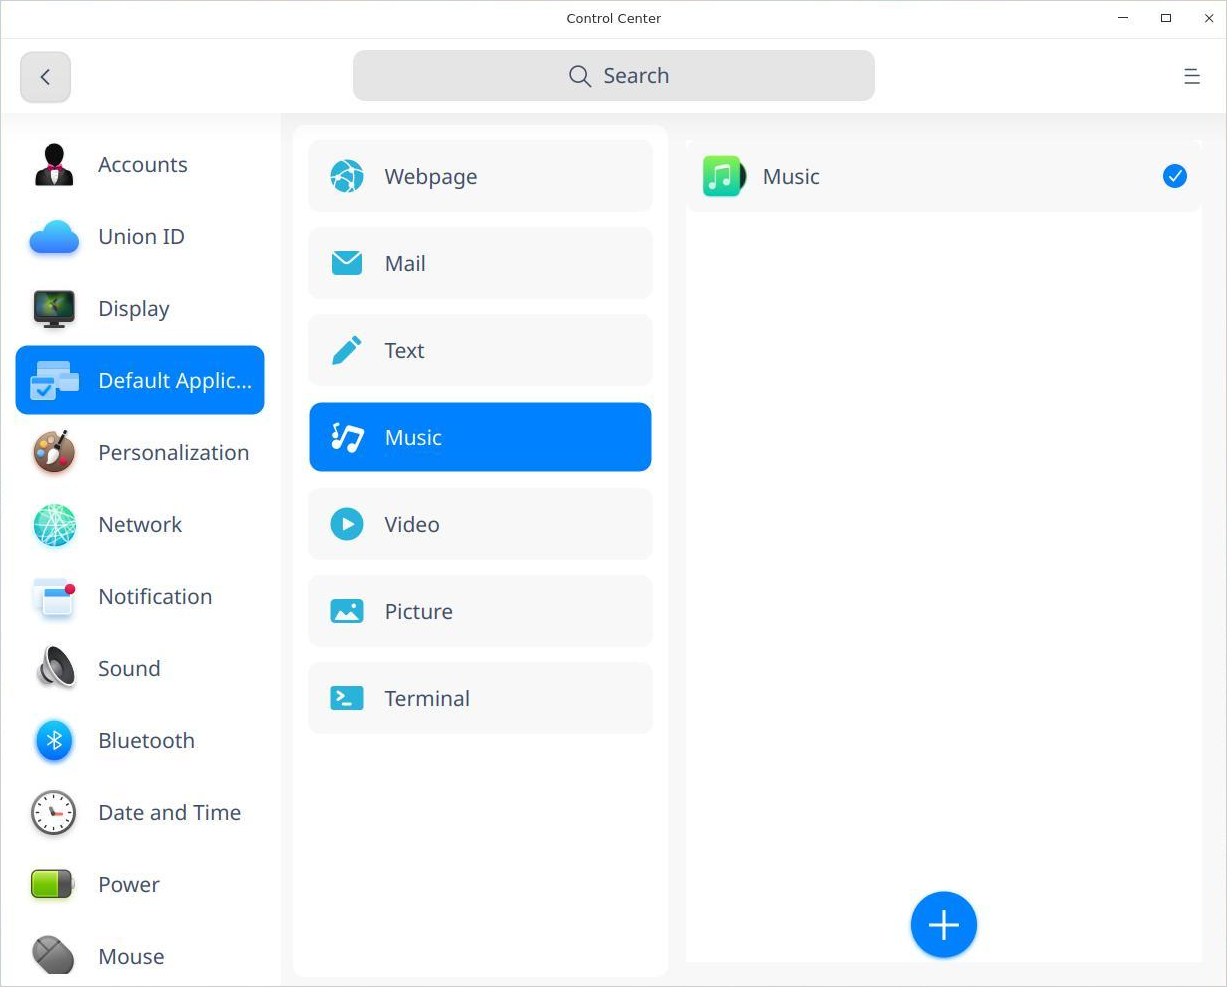 Control Center
Search
Accounts
Union ID
Display
Default Applic...
Personalization
Network
Notification
Sound
Bluetooth
Date and Time
Power
Mouse
Webpage
Mail
Text
Music
Video
Picture
Terminal
Music